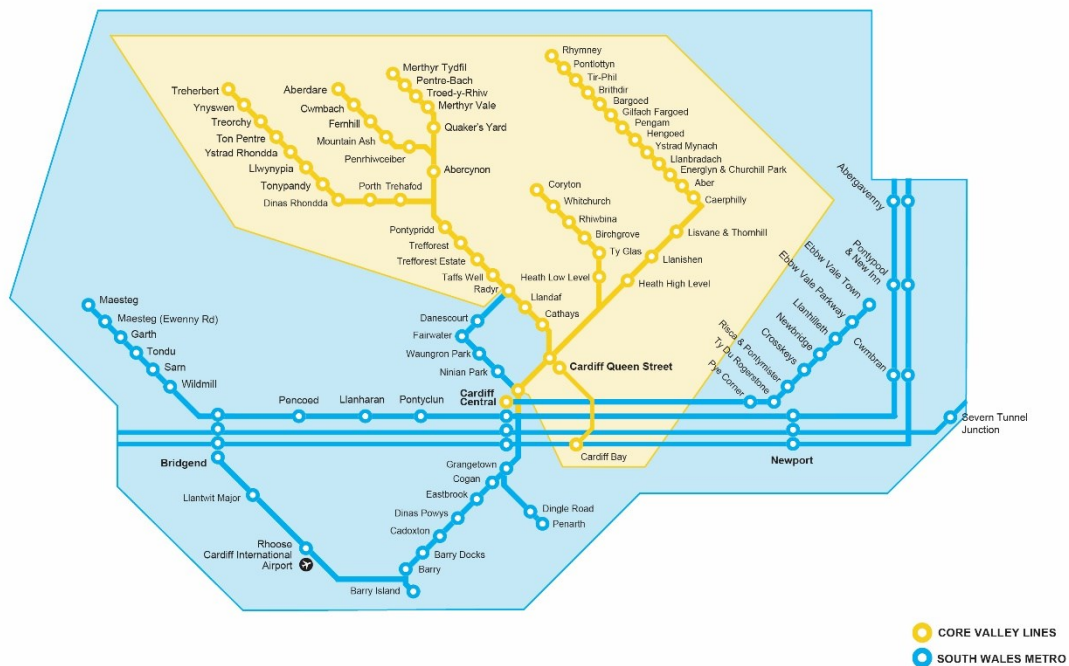 Rhymney
Pontlottyn
Tir-Phil
Brithdir
Bargoed
Gilfach Fargoed
Pengam
Hengoed
Ystrad Mynach
Llanbradach
Energlyn & Churchill Park
Aber
Caerphilly
Lisvane & Thornhill
Llanishen
Heath High Level
Merthyr Tydfil
Pentre-Bach
Troed-y-Rhiw
Merthyr Vale
Quaker's Yard
Abercynon
Aberdare
Cwmbach
Fernhill
Mountain Ash
Penrhiwceiber
Treherbert
Ynyswen
Treorchy
Ton Pentre
Ystrad Rhondda
Llwynypia
Tonypandy
Dinas Rhondda
Porth
Trehafod
Pontypridd
Trefforest
Trefforest Estate
Taffs Well
Radyr
Llandaf
Cathays
Coryton
Whitchurch
Rhiwbina
Birchgrove
Ty Glas
Heath Low Level
Cardiff Queen Street
Danescourt
Fairwater
Waungron Park
Ninian Park
Cardiff
Central
Cardiff Bay
Maesteg
Maesteg (Ewenny Rd)
Garth
Tondu
Sarn
Wildmill
Pencoed
Llanharan
Pontyclun
Bridgend
Llantwit Major
Rhoose
Cardiff International
Airport
Barry Island
Barry
Barry Docks
Cadoxton
Dinas Powys
Eastbrook
Cogan
Grangetown
Dingle Road
Penarth
Abergavenny
Pontypool
& New Inn
Cwmbran
Ebbw Vale Town
Ebbw Vale Parkway
Llanhilleth
Newbridge
Crosskeys
Risca & Pontymister
Ty Du Rogerstone
Pye Corner
Newport
Severn Tunnel
Junction
CORE VALLEY LINES
SOUTH WALES METRO